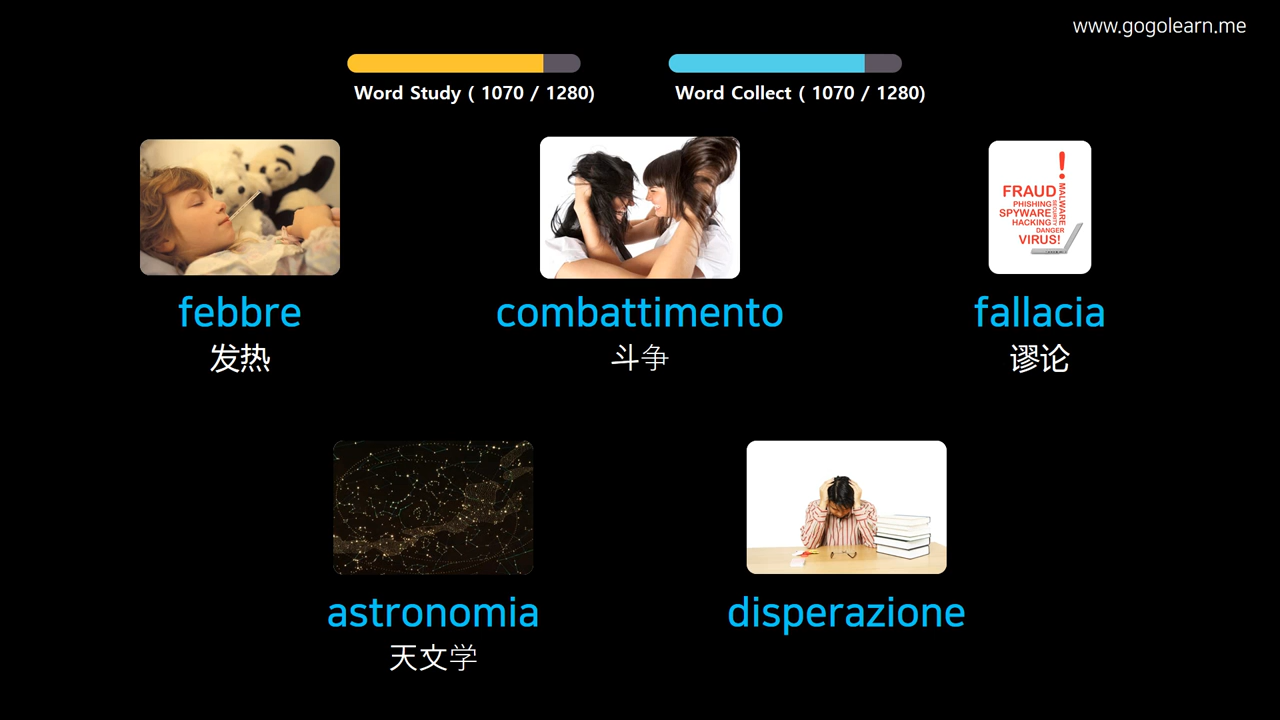 www.gogolearn.me
Word Study ( 1070 / 1280)
Word Collect ( 1070 / 1280)
!
FRAUD
MALWARE
PHISHING
SECURITY
SPYWARE
HACKING
DANGER
VIRUS!
febbre
combattimento
fallacia
发热
斗争
谬论
astronomia
disperazione
天文学